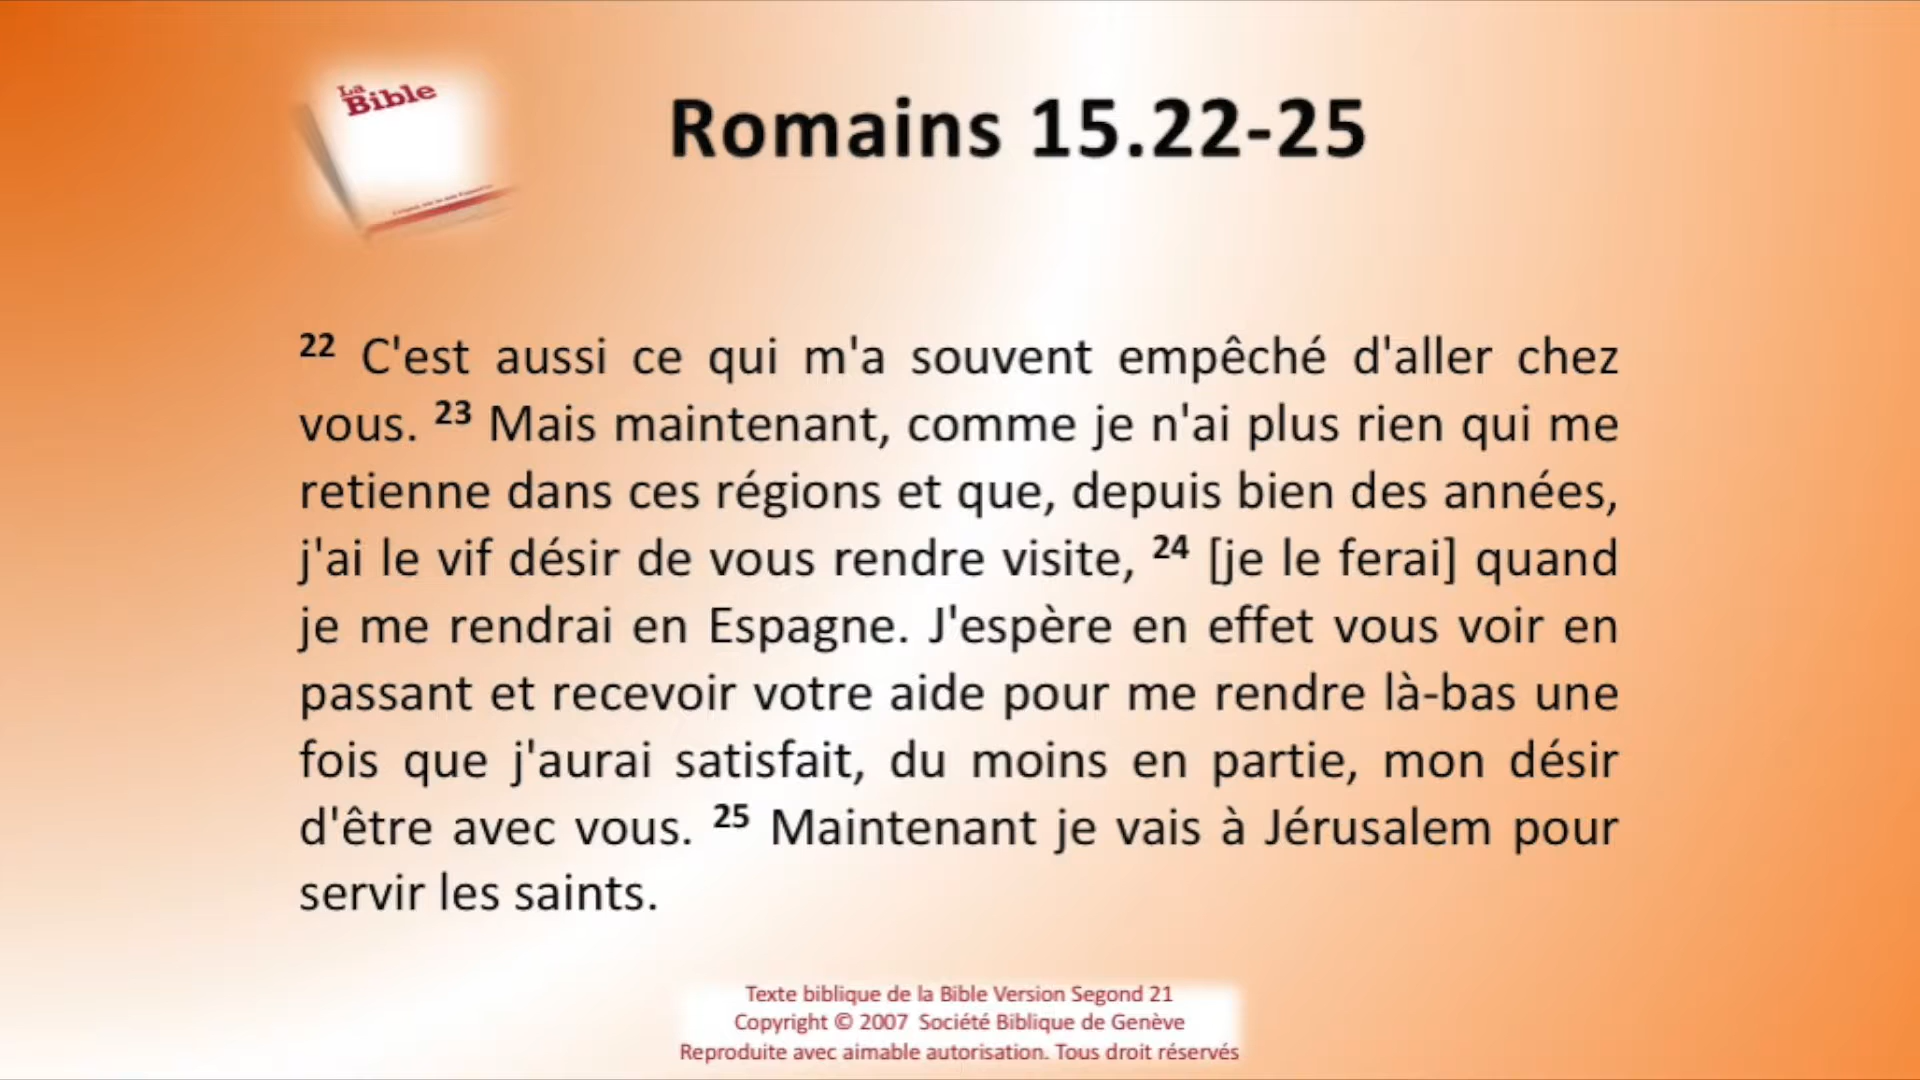 La
Bible
Romains 15.22-25
22 C'est aussi ce qui m'a souvent empêché d'aller chez
vous. 23 Mais maintenant, comme je n'ai plus rien qui me
retienne dans ces régions et que, depuis bien des années,
j'ai le vif désir de vous rendre visite, 24 [je le ferai] quand
je me rendrai en Espagne. J'espère en effet vous voir en
passant et recevoir votre aide pour me rendre là-bas une
fois que j'aurai satisfait, du moins en partie, mon désir
d'être avec vous. 25 Maintenant je vais à Jérusalem pour
servir les saints.
Texte biblique de la Bible Version Segond 21
Copyright © 2007 Société Biblique de Genève
Reproduite avec aimable autorisation. Tous droit réservés